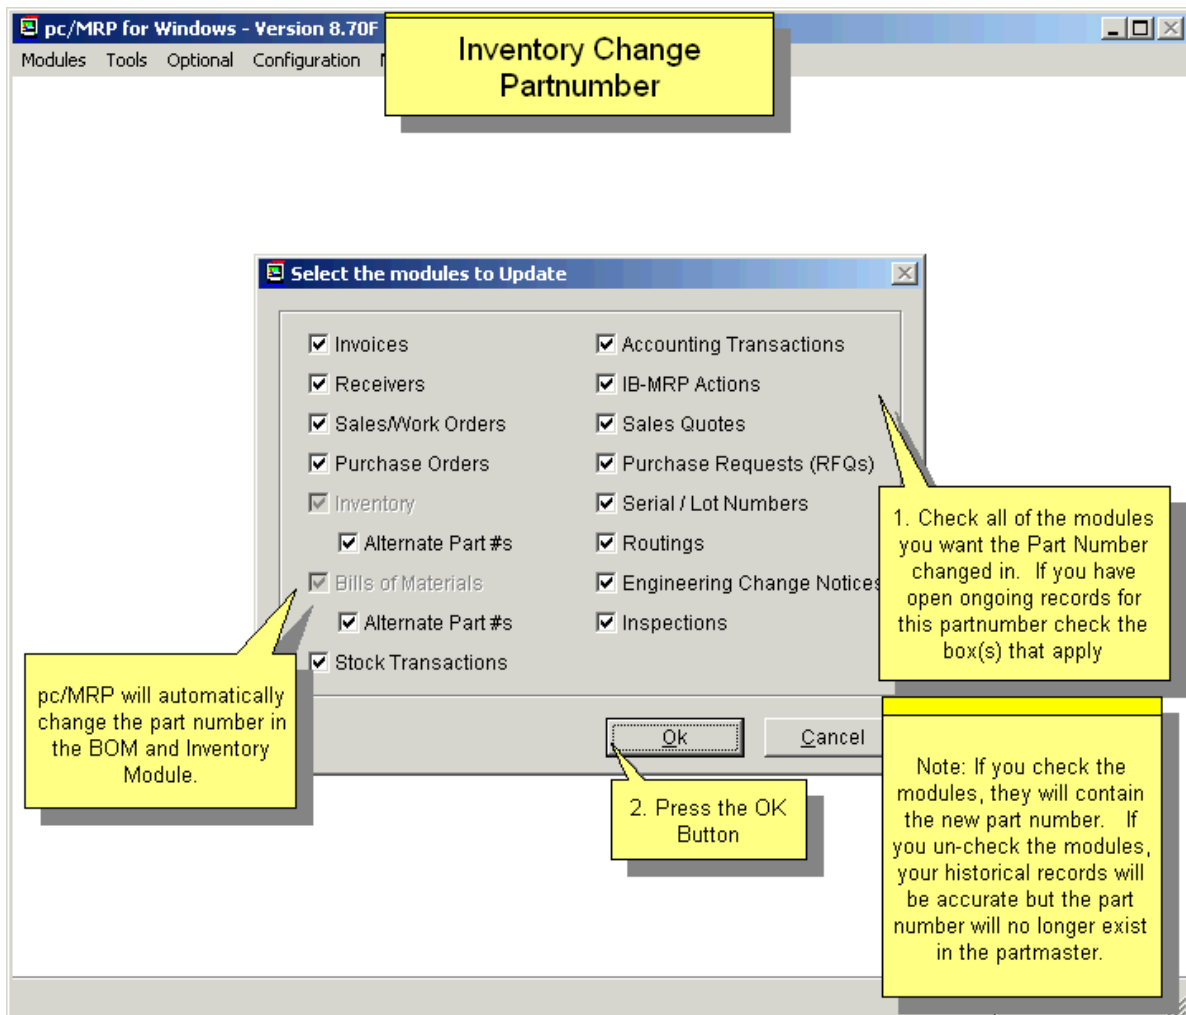 pc/MRP for Windows - Version 8.70F
Modules Tools Optional Configuration
Inventory Change
Partnumber
Select the modules to Update
Invoices
Receivers
Sales/Work Orders
Purchase Orders
Inventory
Alternate Part #s
Bills of Materials
Alternate Part #s
Stock Transactions
Accounting Transactions
IB-MRP Actions
Sales Quotes
Purchase Requests (RFQs)
Serial / Lot Numbers
Routings
Engineering Change Notices
Inspections
Ok
Cancel
1. Check all of the modules
you want the Part Number
changed in. If you have
open ongoing records for
this partnumber check the
box(s) that apply
pc/MRP will automatically
change the part number in
the BOM and Inventory
Module.
2. Press the OK
Button
Note: If you check the
modules, they will contain
the new part number. If
you un-check the modules,
your historical records will
be accurate but the part
number will no longer exist
in the partmaster.